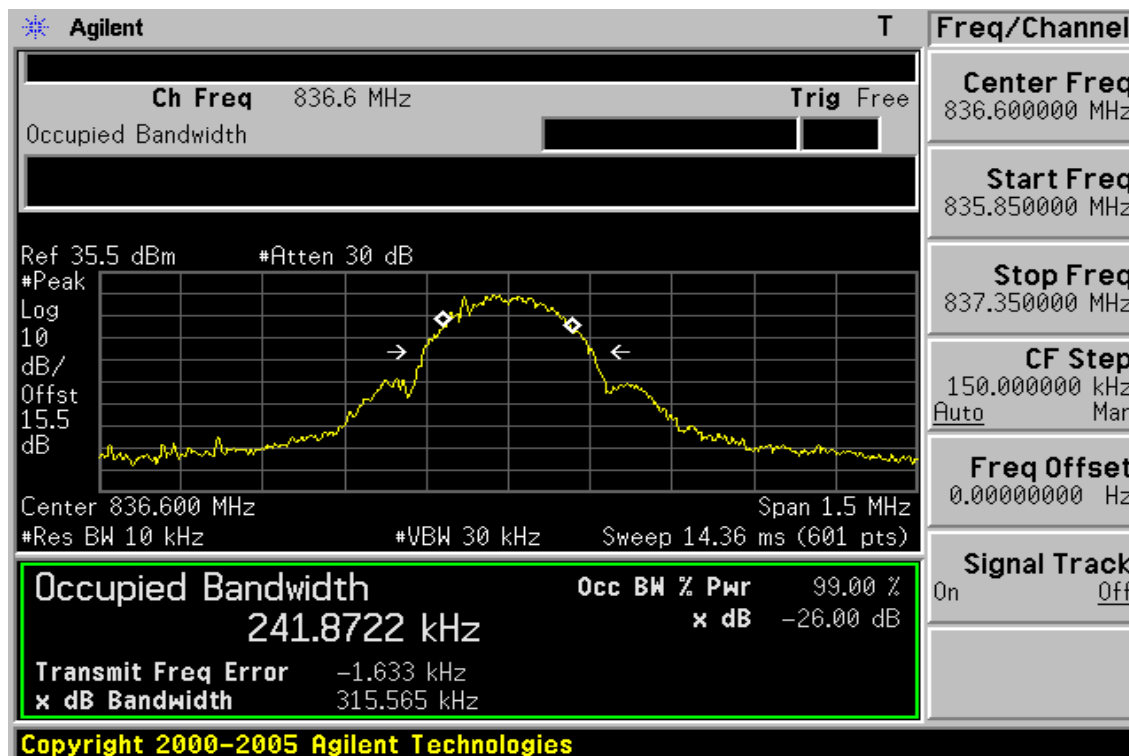 Agilent
T
Ch Freq 836.6 MHz
Trig Free
Occupied Bandwidth
Ref 35.5 dBm
#Atten 30 dB
#Peak
Log
10
dB/
Offst
15.5
dB
Center 836.600 MHz
Span 1.5 MHz
#Res BW 10 kHz
#VBW 30 kHz
Sweep 14.36 ms (601 pts)
Occupied Bandwidth
241.8722 kHz
Occ BW % Pwr 99.00 %
x dB -26.00 dB
Transmit Freq Error -1.633 kHz
x dB Bandwidth 315.565 kHz
Copyright 2000-2005 Agilent Technologies
Freq/Channel
Center Freq
836.600000 MHz
Start Freq
835.850000 MHz
Stop Freq
837.350000 MHz
CF Step
150.000000 kHz
Auto Man
Freq Offset
0.00000000 Hz
Signal Track
On Off